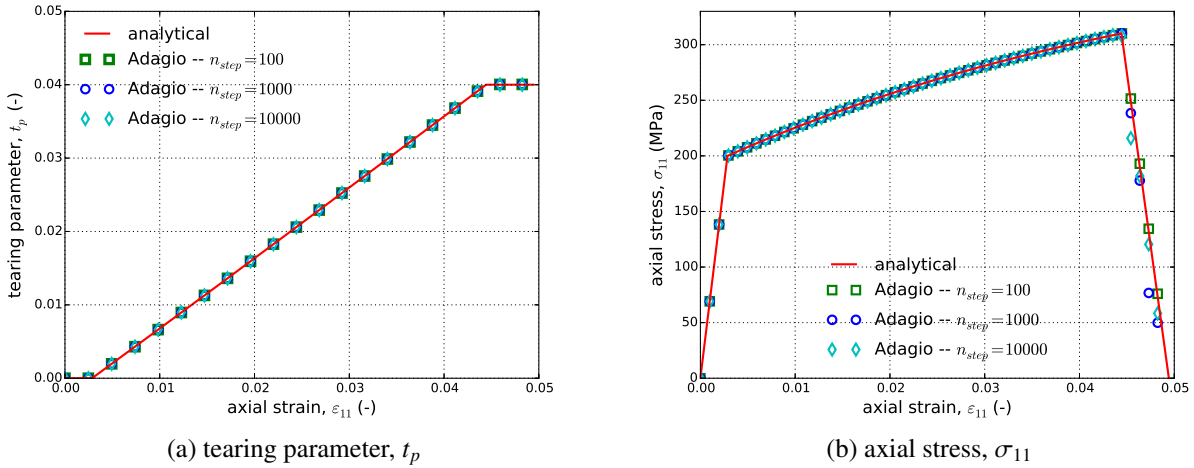 0.05
0.04
0.03
0.02
0.01
0.00
tearing parameter, t_p (-)
analytical
Adagio -- n_step=100
Adagio -- n_step=1000
Adagio -- n_step=10000
0.00 0.01 0.02 0.03 0.04 0.05
axial strain, ε_11 (-)
(a) tearing parameter, t_p
300
250
200
150
100
50
0
axial stress, σ_11 (MPa)
analytical
Adagio -- n_step=100
Adagio -- n_step=1000
Adagio -- n_step=10000
0.00 0.01 0.02 0.03 0.04 0.05
axial strain, ε_11 (-)
(b) axial stress, σ_11